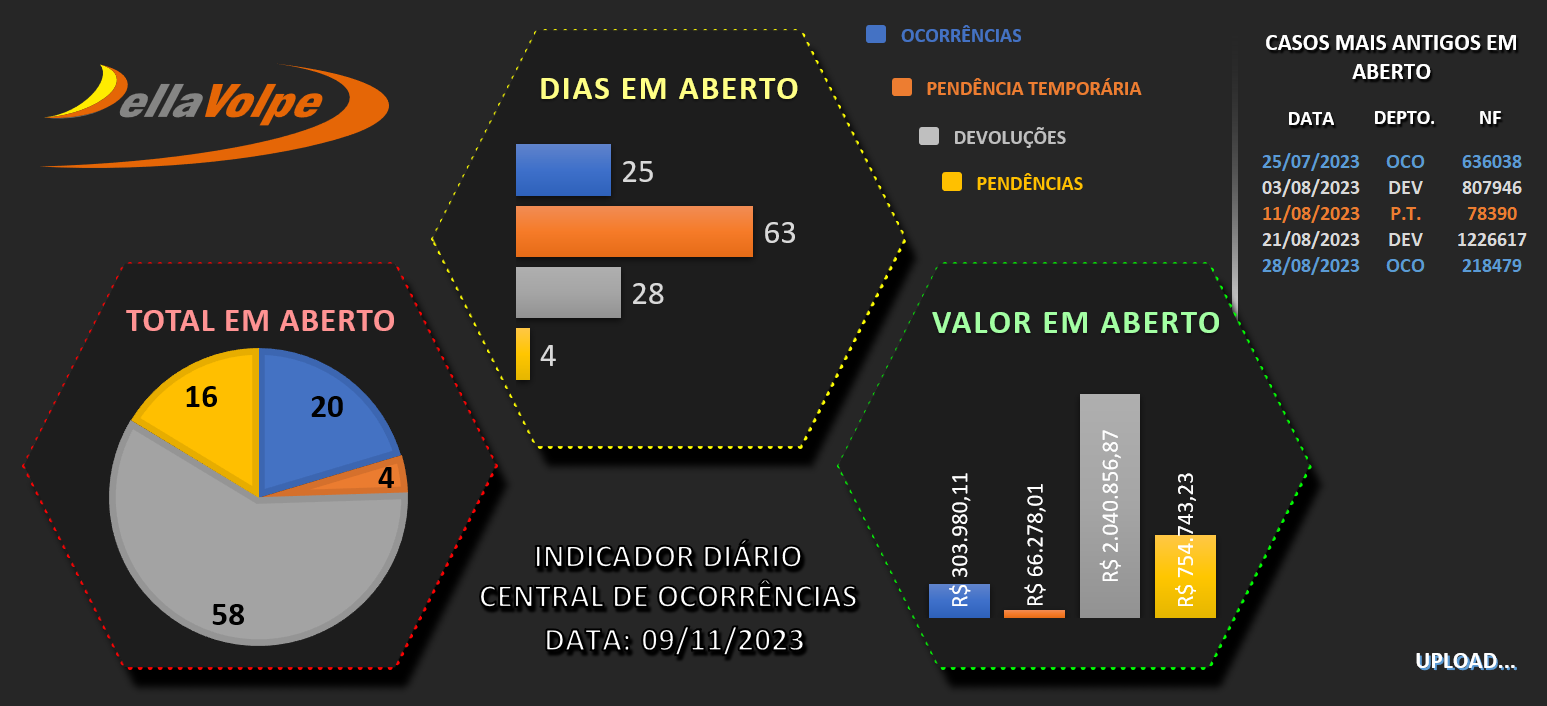 DellaVolpe
DIAS EM ABERTO
25
63
28
4
OCORRÊNCIAS
PENDÊNCIA TEMPORÁRIA
DEVOLUÇÕES
PENDÊNCIAS
CASOS MAIS ANTIGOS EM
ABERTO
DATA DEPTO. NF
25/07/2023 OCO 636038
03/08/2023 DEV 807946
11/08/2023 P.T. 78390
21/08/2023 DEV 1226617
28/08/2023 OCO 218479
TOTAL EM ABERTO
16
20
4
58
INDICADOR DIÁRIO
CENTRAL DE OCORRÊNCIAS
DATA: 09/11/2023
VALOR EM ABERTO
R$ 303.980,11
R$ 66.278,01
R$ 2.040.856,87
R$ 754.743,23
UPLOAD...